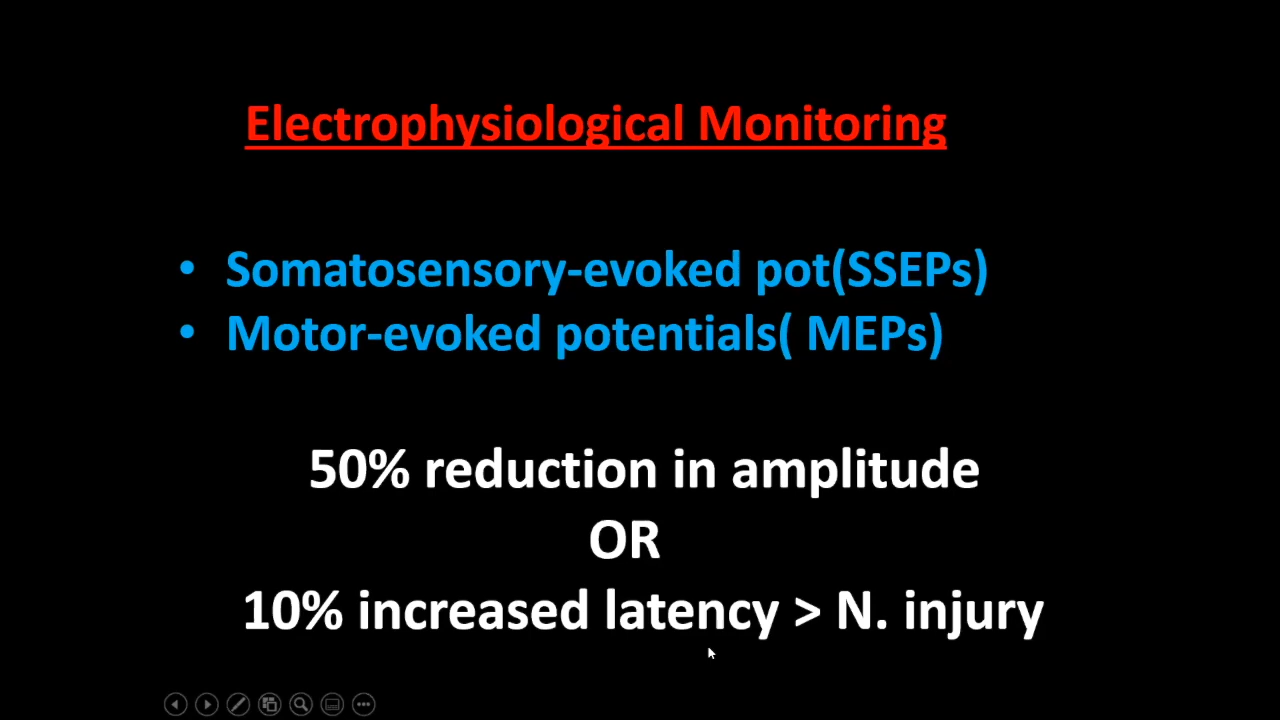 Electrophysiological Monitoring
• Somatosensory-evoked pot(SSEPs)
• Motor-evoked potentials( MEPs)
50% reduction in amplitude
OR
10% increased latency > N. injury